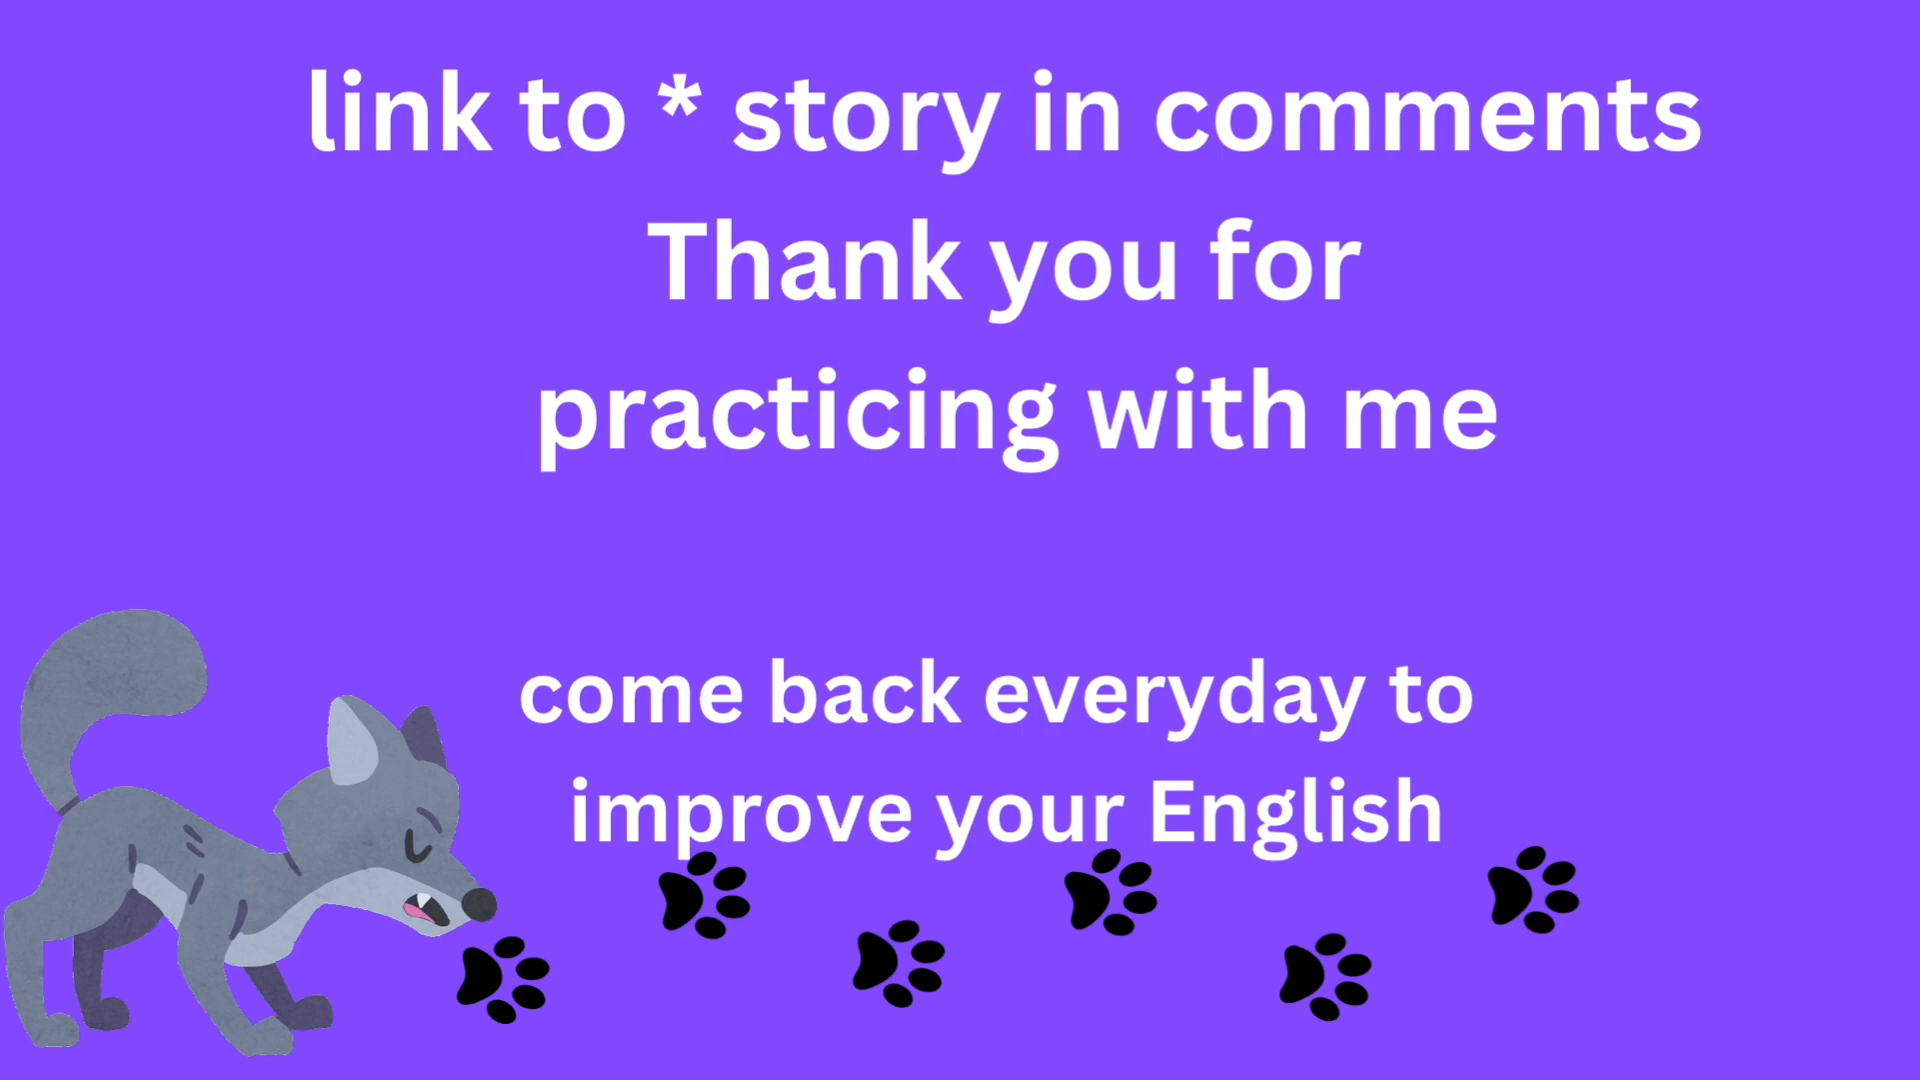 link to * story in comments
Thank you for
practicing with me
come back everyday to
improve your English